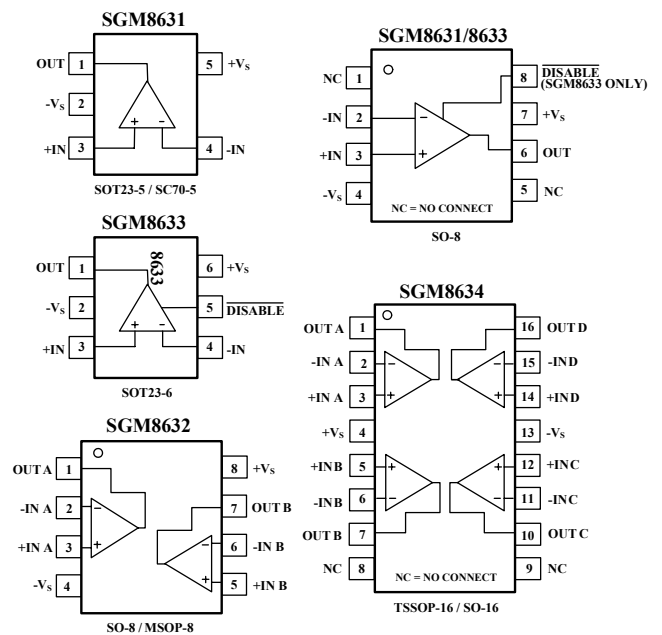 SGM8631
OUT 1
5 +VS
-VS 2
+ −
+IN 3
4 -IN
SOT23-5 / SC70-5
SGM8631/8633
NC 1
8 DISABLE
(SGM8633 ONLY)
-IN 2 −
7 +VS
+IN 3 +
6 OUT
-VS 4
5 NC
NC = NO CONNECT
SO-8
SGM8633
8633
OUT 1
6 +VS
-VS 2
5 DISABLE
+ −
+IN 3
4 -IN
SOT23-6
SGM8634
OUT A 1
16 OUT D
-IN A 2 −
− 15 -IND
+IN A 3 +
+ 14 +IND
+VS 4
13 -VS
+INB 5 +
+ 12 +INC
-INB 6 −
− 11 -INC
OUT B 7
10 OUT C
NC 8
9 NC
NC = NO CONNECT
TSSOP-16 / SO-16
SGM8632
OUT A 1
8 +VS
-IN A 2 −
7 OUT B
+IN A 3 +
− 6 -IN B
-VS 4
+ 5 +IN B
SO-8 / MSOP-8